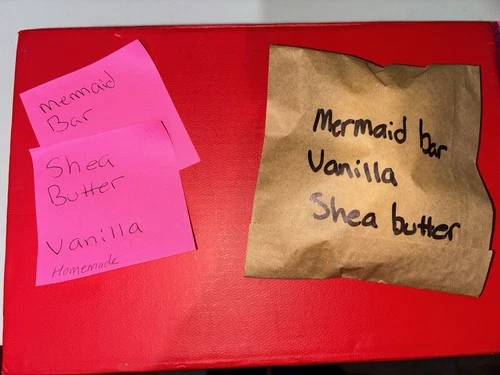 mermaid
Bar
Shea
Butter
Vanilla
Homemade
Mermaid bar
Vanilla
Shea butter